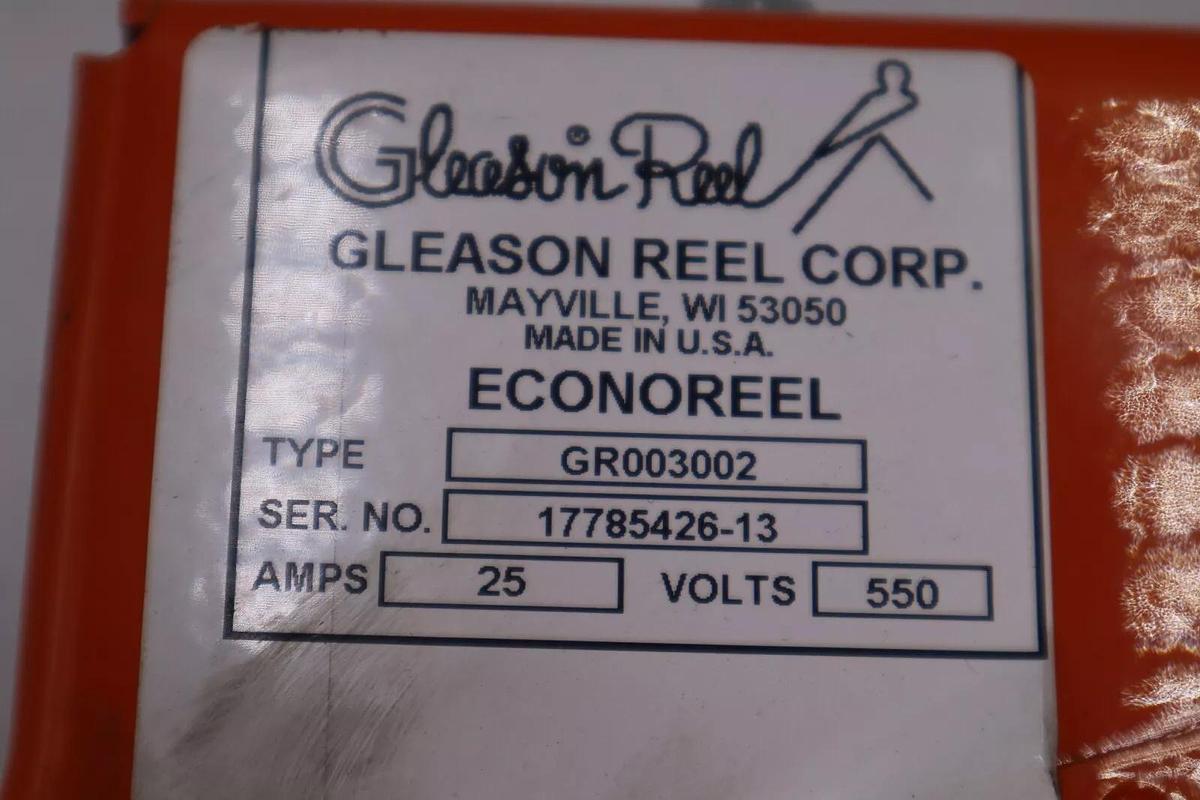 Gleason® Reel
GLEASON REEL CORP.
MAYVILLE, WI 53050
MADE IN U.S.A.
ECONOREEL
TYPE GR003002
SER. NO. 17785426-13
AMPS 25 VOLTS 550